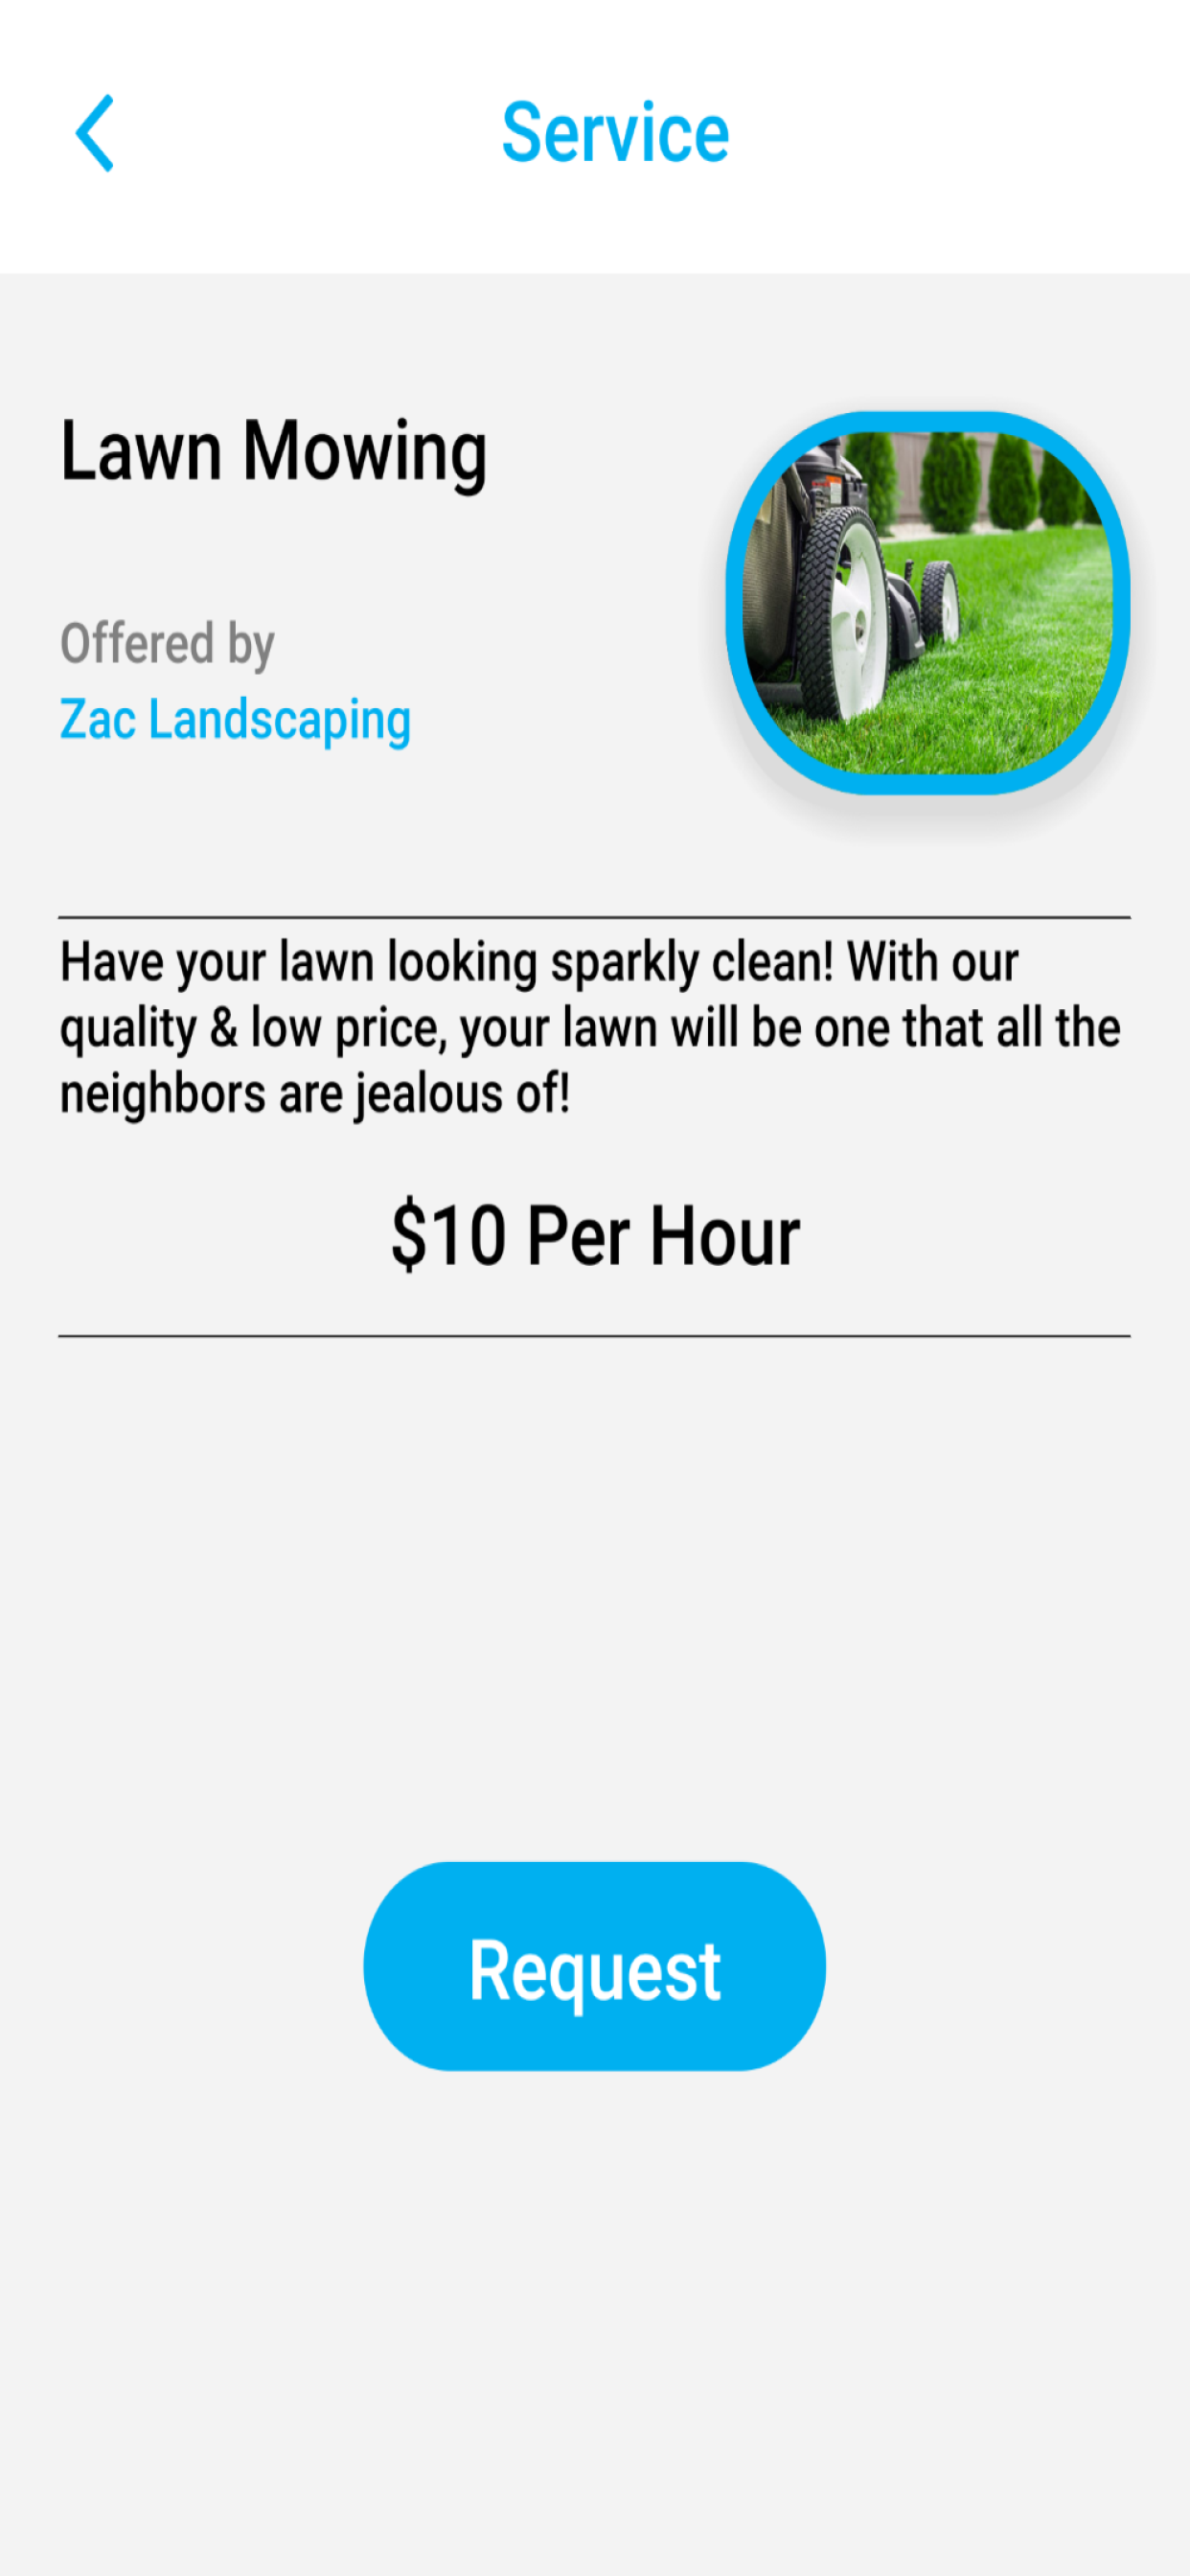 Service
Lawn Mowing
Offered by
Zac Landscaping
Have your lawn looking sparkly clean! With our
quality & low price, your lawn will be one that all the
neighbors are jealous of!
$10 Per Hour
Request